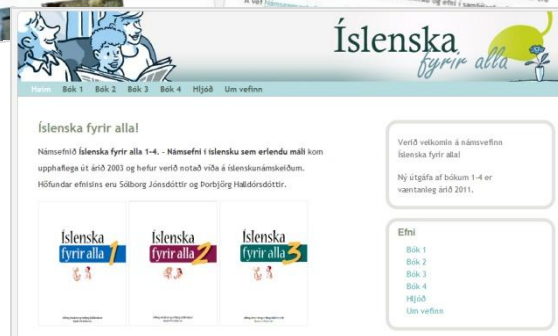 Íslenska
fyrir alla
Heim Bók 1 Bók 2 Bók 3 Bók 4 Hljóð Um vefinn
Íslenska fyrir alla!
Námsefnið Íslenska fyrir alla 1-4. - Námsefni í íslensku sem erlendu máli kom
upphaflega út árið 2003 og hefur verið notað víða á íslenskunámskeiðum.
Höfundar efnisins eru Sólborg Jónsdóttir og Þorbjörg Halldórsdóttir.
Íslenska
fyrir alla 1
Íslenska
fyrir alla 2
Íslenska
fyrir alla 3
Verið velkomin á námsvefinn
Íslenska fyrir alla!
Ný útgáfa af bókum 1-4 er
væntanleg árið 2011.
Efni
Bók 1
Bók 2
Bók 3
Bók 4
Hljóð
Um vefinn